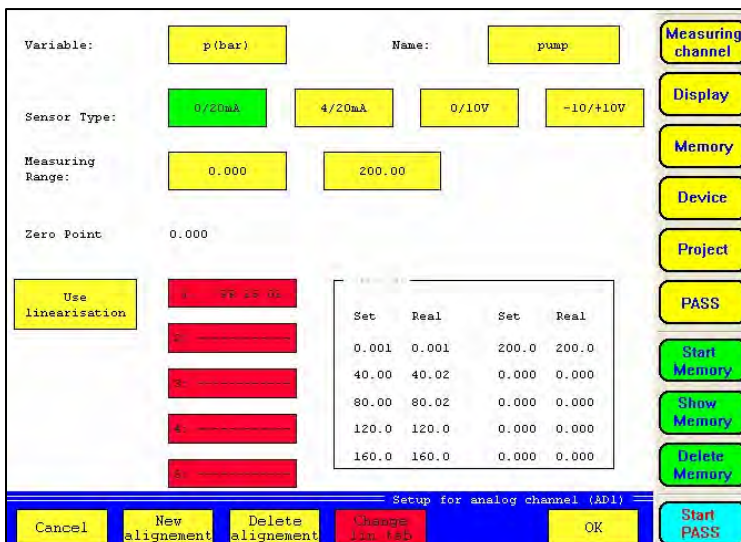 Variable: p(bar) Name: pump
Sensor Type: 0/20mA 4/20mA 0/10V -10/+10V
Measuring
Range: 0.000 200.00
Zero Point 0.000
Use
linearisation
1:
2: ------------
3: ------------
4: ------------
Set Real Set Real
0.001 0.001 200.0 200.0
40.00 40.02 0.000 0.000
80.00 80.02 0.000 0.000
120.0 120.0 0.000 0.000
160.0 160.0 0.000 0.000
Setup for analog channel (AD1)
Cancel
New
alignement
Delete
alignement
Change
OK
Measuring
channel
Display
Memory
Device
Project
PASS
Start
Memory
Show
Memory
Delete
Memory
Start
PASS